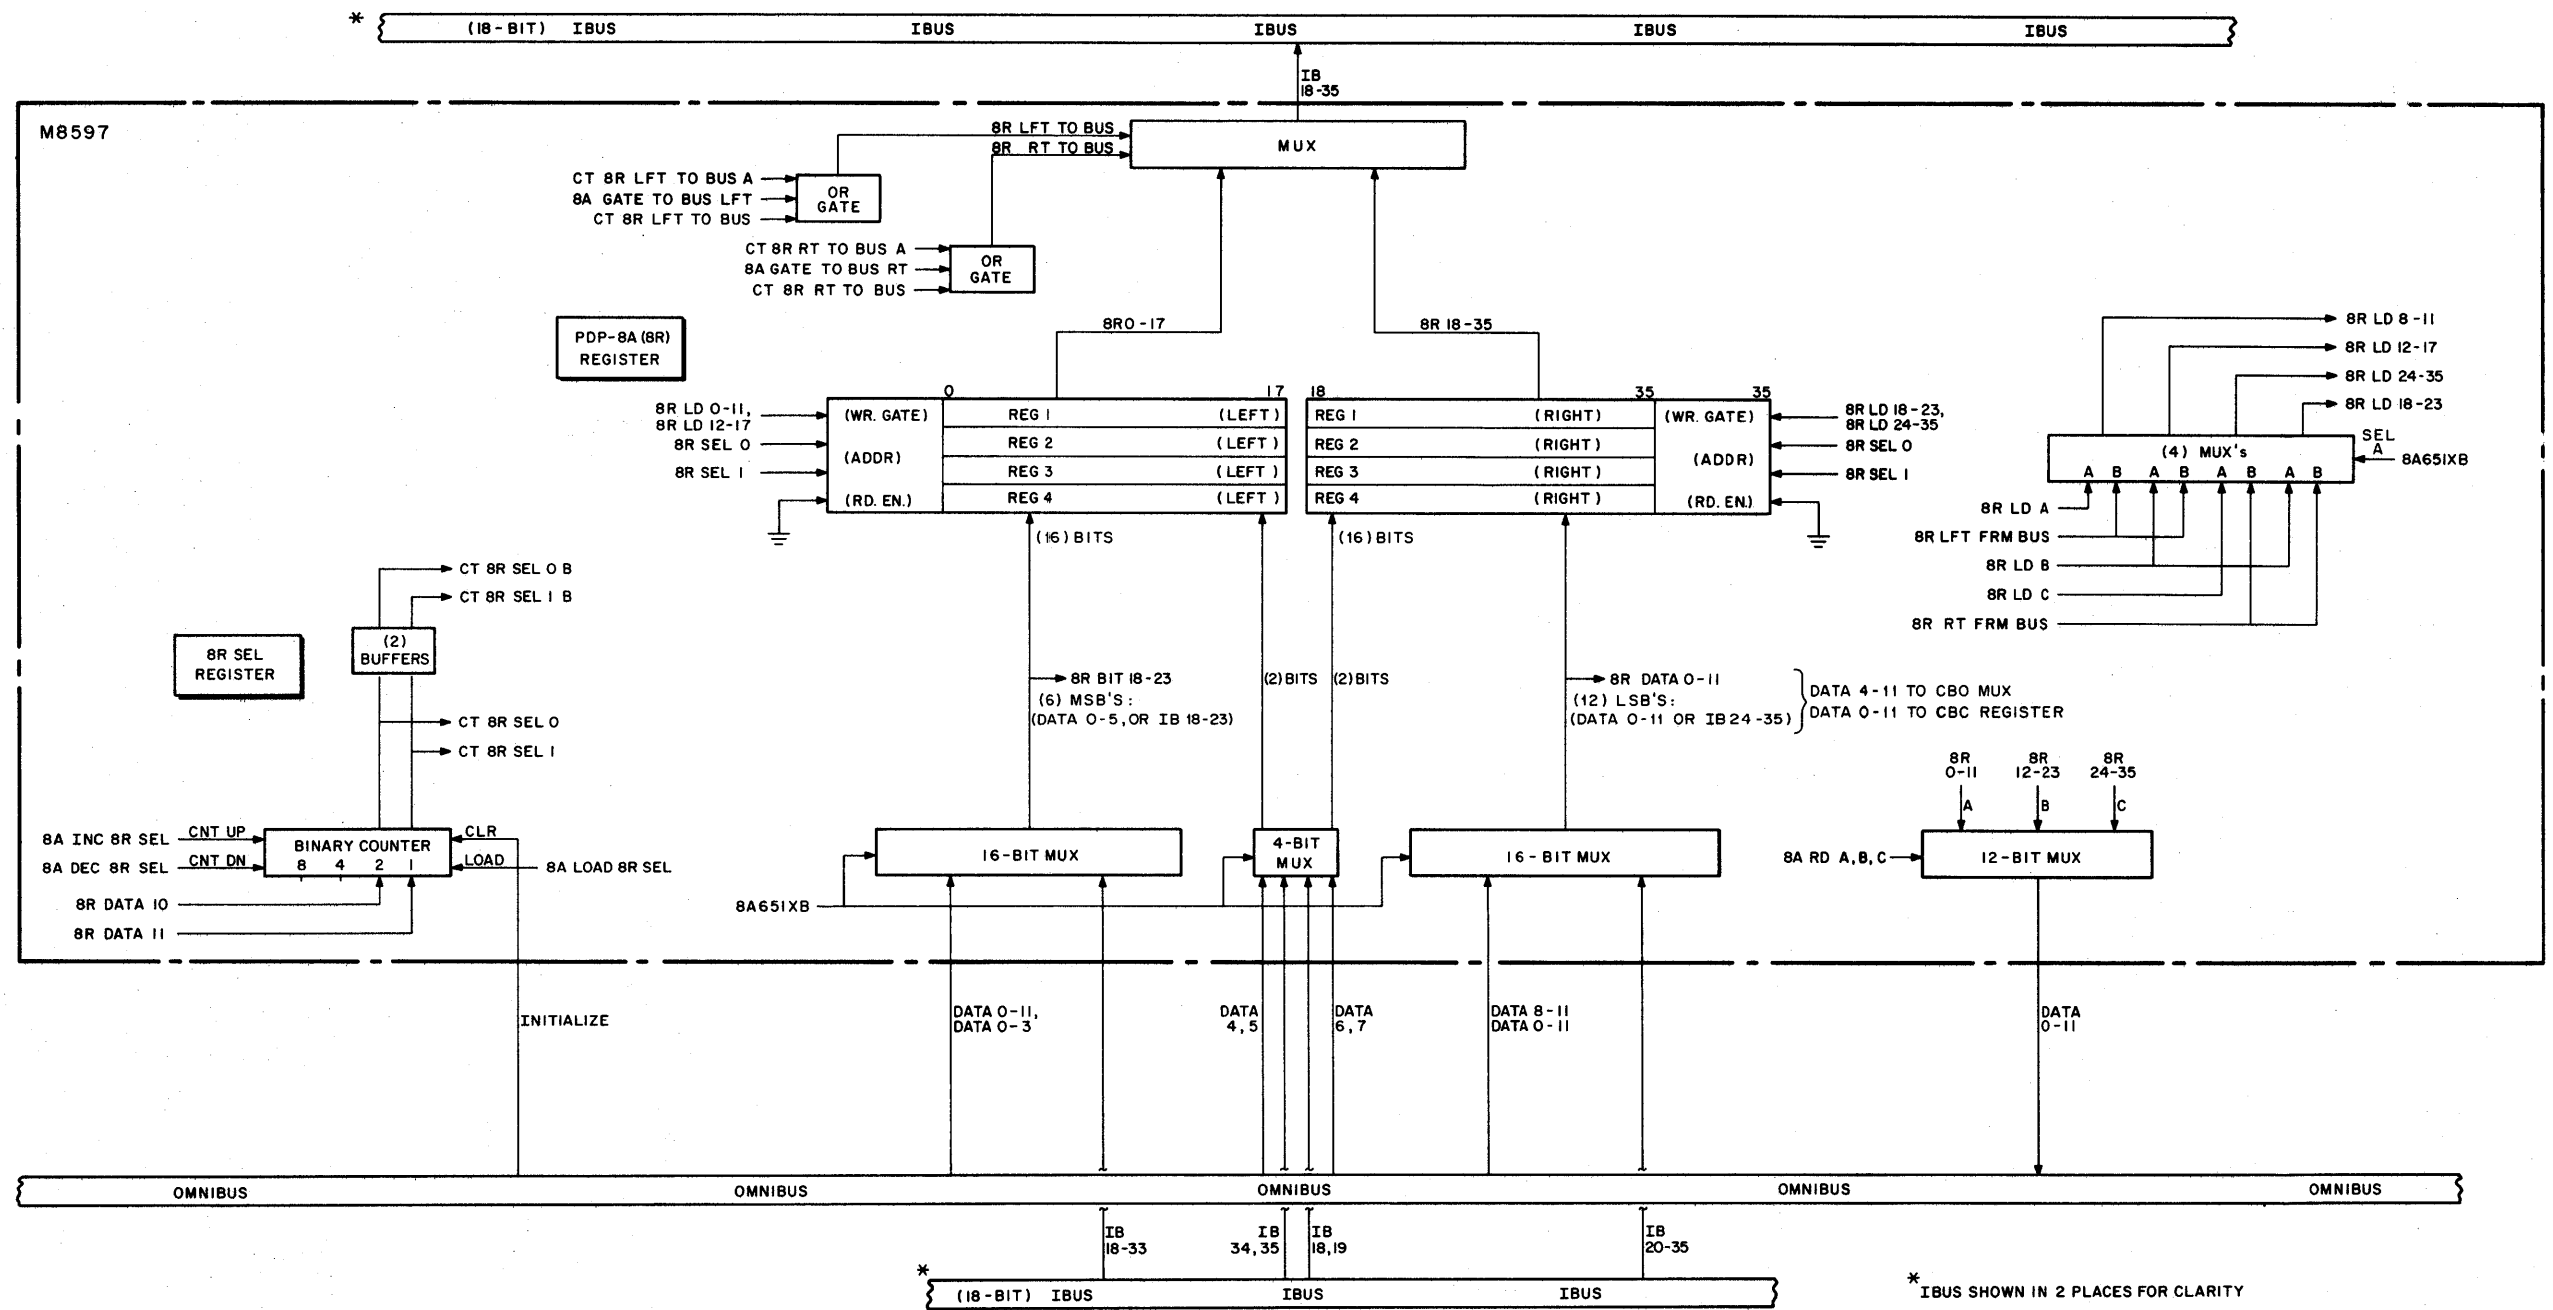 * (18-BIT) IBUS IBUS IBUS IBUS IBUS
IB
18-35
M8597
8R LFT TO BUS
8R RT TO BUS
MUX
CT 8R LFT TO BUS A
8A GATE TO BUS LFT
CT 8R LFT TO BUS
OR
GATE
CT 8R RT TO BUS A
8A GATE TO BUS RT
CT 8R RT TO BUS
OR
GATE
PDP-8A (8R)
REGISTER
8R0-17
8R 18-35
0 17 18 35 35
8R LD 0-11,
8R LD 12-17
8R SEL 0
8R SEL 1
(WR. GATE)
(ADDR)
(RD. EN.)
REG 1 (LEFT)
REG 2 (LEFT)
REG 3 (LEFT)
REG 4 (LEFT)
REG 1 (RIGHT)
REG 2 (RIGHT)
REG 3 (RIGHT)
REG 4 (RIGHT)
(WR. GATE)
(ADDR)
(RD. EN.)
8R LD 18-23,
8R LD 24-35
8R SEL 0
8R SEL 1
8R LD 8-11
8R LD 12-17
8R LD 24-35
8R LD 18-23
(4) MUX's
A B A B A B A B
SEL
A
8A651XB
8R LD A
8R LFT FRM BUS
8R LD B
8R LD C
8R RT FRM BUS
(16) BITS
(16) BITS
CT 8R SEL 0 B
CT 8R SEL 1 B
(2)
BUFFERS
8R SEL
REGISTER
CT 8R SEL 0
CT 8R SEL 1
8R BIT 18-23
(6) MSB'S:
(DATA 0-5, OR IB 18-23)
(2) BITS
(2) BITS
8R DATA 0-11
(12) LSB'S:
(DATA 0-11 OR IB 24-35)
DATA 4-11 TO CBO MUX
DATA 0-11 TO CBC REGISTER
8A INC 8R SEL
8A DEC 8R SEL
CNT UP
CNT DN
BINARY COUNTER
8 4 2 1
CLR
LOAD
8A LOAD 8R SEL
8R DATA 10
8R DATA 11
16-BIT MUX
4-BIT
MUX
16-BIT MUX
8A651XB
8R
0-11
8R
12-23
8R
24-35
A B C
8A RD A,B,C
12-BIT MUX
INITIALIZE
DATA 0-11,
DATA 0-3
DATA
4,5
DATA
6,7
DATA 8-11
DATA 0-11
DATA
0-11
OMNIBUS OMNIBUS OMNIBUS OMNIBUS OMNIBUS
IB
18-33
IB
34,35
IB
18,19
IB
20-35
* (18-BIT) IBUS IBUS IBUS
* IBUS SHOWN IN 2 PLACES FOR CLARITY